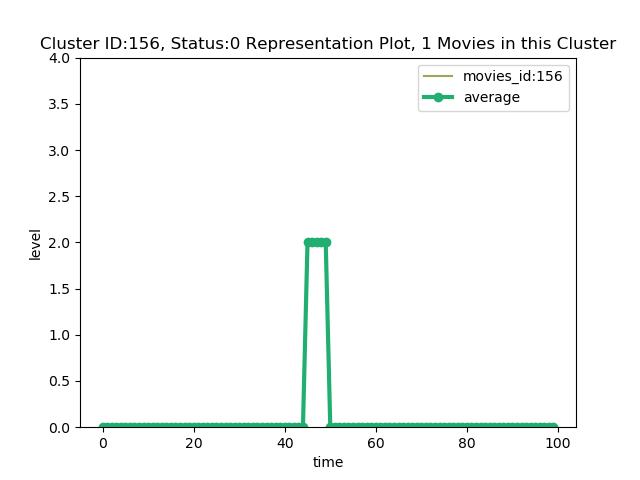 Cluster ID:156, Status:0 Representation Plot, 1 Movies in this Cluster
movies_id:156
average
level
4.0
3.5
3.0
2.5
2.0
1.5
1.0
0.5
0.0
0 20 40 60 80 100
time